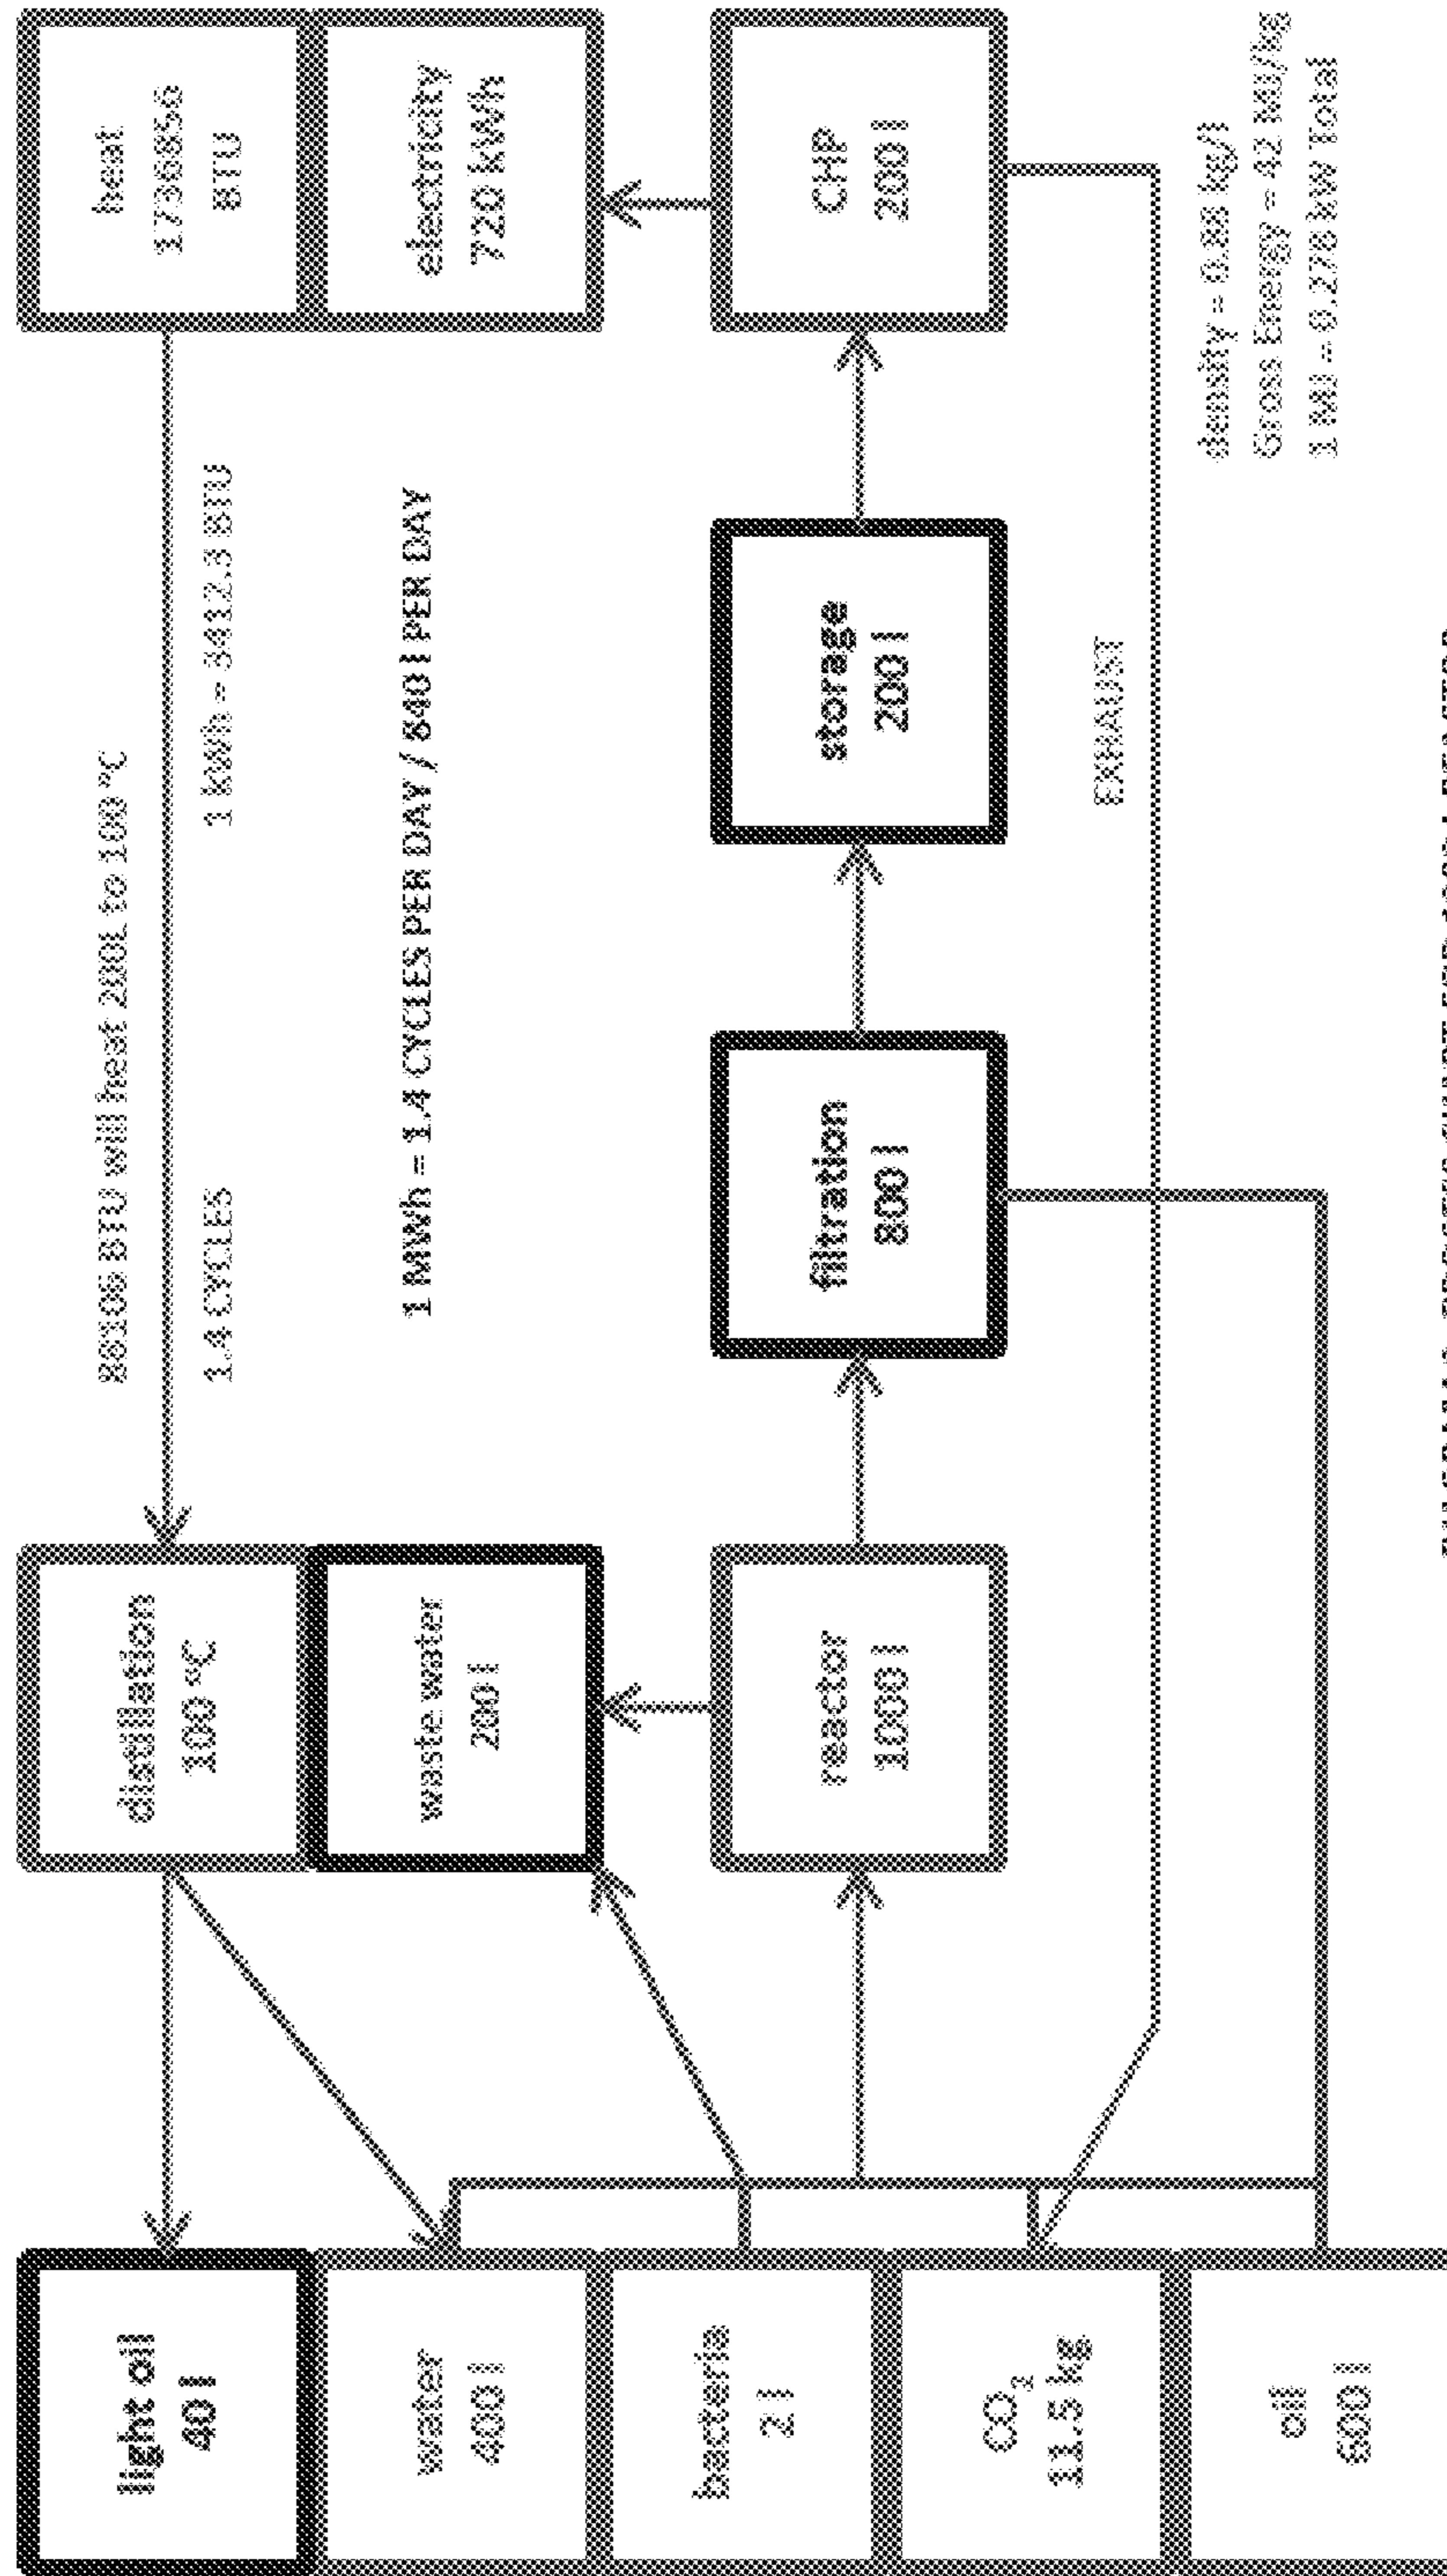 light oil
40 l
distillation
100 °C
86106 BTU will heat 200L to 100 °C
1.4 CYCLES
1 kWh = 3412.3 BTU
heat
1736856
BTU
water
400 l
waste water
200 l
1 MWh = 1.4 CYCLES PER DAY / 840 l PER DAY
electricity
720 kWh
bacteria
2 l
reactor
1000 l
filtration
800 l
storage
200 l
CHP
200 l
CO₂
11.5 kg
EXHAUST
density = 0.88 kg/l
Gross Energy = 42 MJ/kg
1 MJ = 0.278 kW Total
oil
600 l